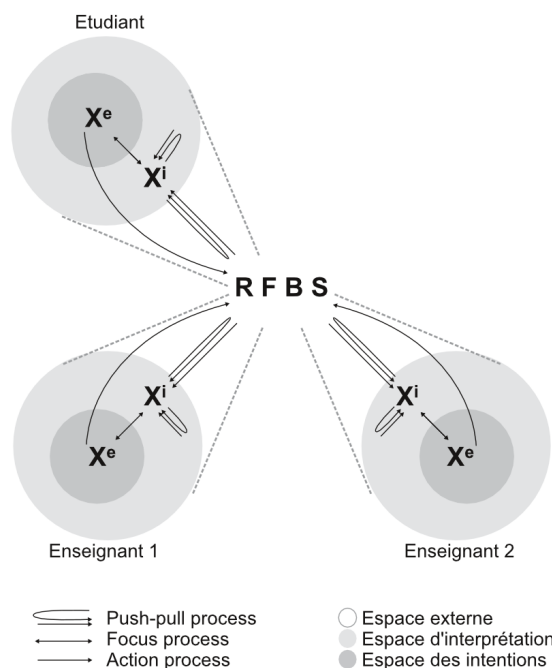 Etudiant
Xᵉ
Xⁱ
R F B S
Xⁱ
Xᵉ
Xⁱ
Xᵉ
Enseignant 1
Enseignant 2
Push-pull process
Focus process
Action process
Espace externe
Espace d'interprétation
Espace des intentions